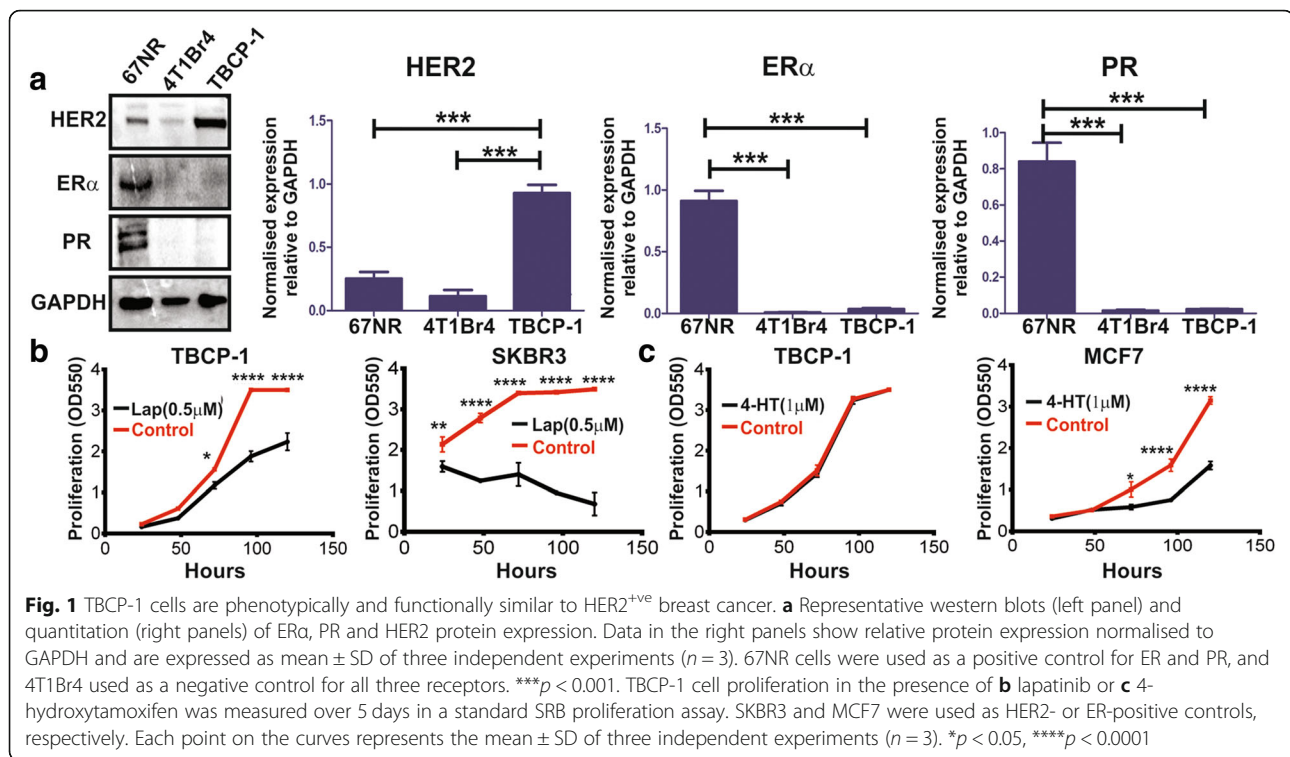 a
67NR
4T1Br4
TBCP-1
HER2
ERα
PR
GAPDH
HER2
***
***
Normalised expression
relative to GAPDH
1.5
1.0
0.5
0.0
67NR 4T1Br4 TBCP-1
ERα
***
***
Normalised expression
relative to GAPDH
1.5
1.0
0.5
0.0
67NR 4T1Br4 TBCP-1
PR
***
***
Normalised expression
relative to GAPDH
1.0
0.8
0.6
0.4
0.2
0.0
67NR 4T1Br4 TBCP-1
b
TBCP-1
**** ****
*
Lap(0.5μM)
Control
Proliferation (OD550)
4
3
2
1
0
0 50 100 150
Hours
SKBR3
**** **** ****
****
**
Lap(0.5μM)
Control
Proliferation (OD550)
4
3
2
1
0
0 50 100 150
Hours
c
TBCP-1
4-HT(1μM)
Control
Proliferation (OD550)
4
3
2
1
0
0 50 100 150
Hours
MCF7
4-HT(1μM)
Control
****
****
*
Proliferation (OD550)
4
3
2
1
0
0 50 100 150
Hours
Fig. 1 TBCP-1 cells are phenotypically and functionally similar to HER2+ve breast cancer. a Representative western blots (left panel) and
quantitation (right panels) of ERα, PR and HER2 protein expression. Data in the right panels show relative protein expression normalised to
GAPDH and are expressed as mean ± SD of three independent experiments (n = 3). 67NR cells were used as a positive control for ER and PR, and
4T1Br4 used as a negative control for all three receptors. ***p < 0.001. TBCP-1 cell proliferation in the presence of b lapatinib or c 4-
hydroxytamoxifen was measured over 5 days in a standard SRB proliferation assay. SKBR3 and MCF7 were used as HER2- or ER-positive controls,
respectively. Each point on the curves represents the mean ± SD of three independent experiments (n = 3). *p < 0.05, ****p < 0.0001